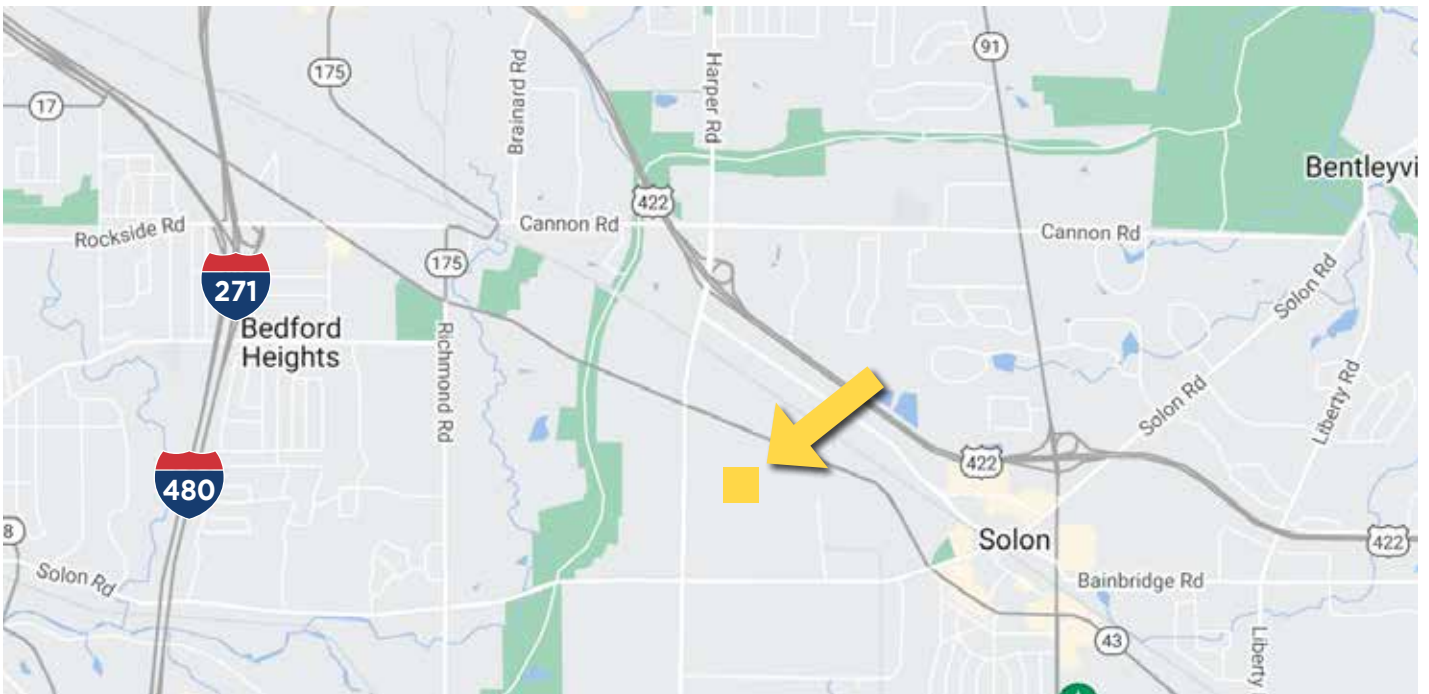 91
175
Brainard Rd
Harper Rd
17
Bentleyvi
422
Rockside Rd
Cannon Rd
Cannon Rd
175
271
Solon Rd
Bedford
Heights
Richmond Rd
Solon Rd
Liberty Rd
422
480
8
Solon
422
Solon Rd
Bainbridge Rd
43
Liberty